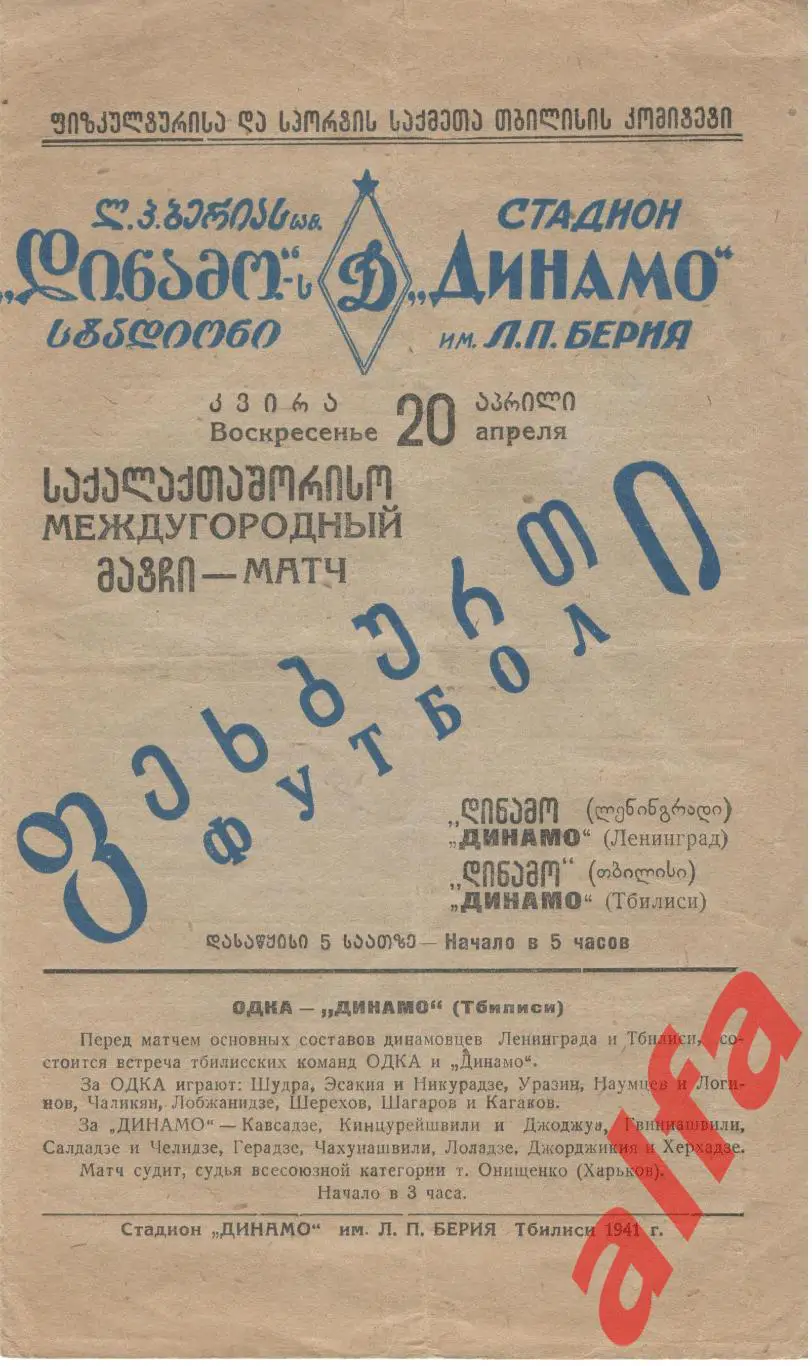 ფიზკულტურისა და სპორტის საქმეთა თბილისის კომიტეტი
ლ.პ. ბერიას სახ.
„დინამო“-ს
სტადიონი
Д
СТАДИОН
„ДИНАМО“
им. Л.П. БЕРИЯ
კვირა 20 აპრილი
Воскресенье апреля
საქალაქთაშორისო
МЕЖДУГОРОДНЫЙ
მატჩი — МАТЧ
ფეხბურთი
ФУТБОЛ
„დინამო (ლენინგრადი)
„ДИНАМО“ (Ленинград)
„დინამო“ (თბილისი)
„ДИНАМО“ (Тбилиси)
დასაწყისი 5 საათზე — Начало в 5 часов
ОДКА — „ДИНАМО“ (Тбилиси)
Перед матчем основных составов динамовцев Ленинграда и Тбилиси, со-
стоится встреча тбилисских команд ОДКА и „Динамо“.
За ОДКА играют: Шудра, Эсакия и Никурадзе, Уразин, Наумцев и Логи-
нов, Чаликян, Лобжанидзе, Шерехов, Шагаров и Кагаков.
За „ДИНАМО“ — Кавсадзе, Кинцурейшвили и Джоджуа, Гвиниашвили,
Салдадзе и Челидзе, Герадзе, Чахунашвили, Лоладзе, Джорджикия и Херхадзе.
Матч судит, судья всесоюзной категории т. Онищенко (Харьков).
Начало в 3 часа.
Стадион „ДИНАМО“ им. Л. П. БЕРИЯ Тбилиси 1941 г.
alfa